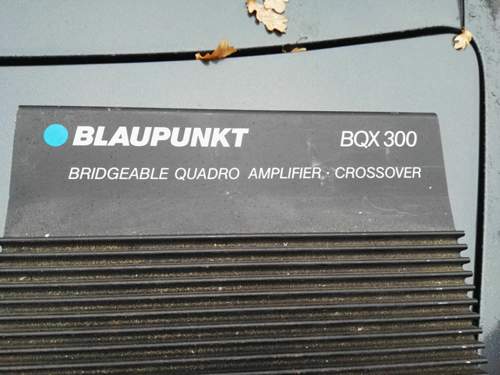 BLAUPUNKT BQX 300
BRIDGEABLE QUADRO AMPLIFIER · CROSSOVER